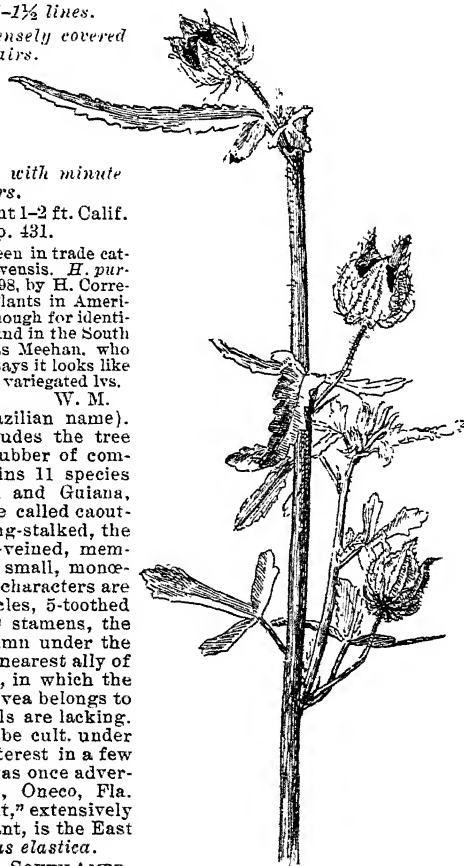 -1½ lines.
ensely covered
airs.
with minute
rs.
nt 1-2 ft. Calif.
p. 431.
een in trade cat-
vensis. H. pur-
98, by H. Corre-
lants in Ameri-
nough for identi-
nd in the South
s Meehan, who
ays it looks like
variegated lvs.
W. M.
azilian name).
udes the tree
ubber of com-
ins 11 species
and Guiana,
e called caout-
ng-stalked, the
-veined, mem-
small, monœ-
characters are
cles, 5-toothed
stamens, the
umn under the
nearest ally of
, in which the
vea belongs to
ls are lacking.
be cult. under
terest in a few
as once adver-
, Oneco, Fla.
t,” extensively
ant, is the East
us elastica.